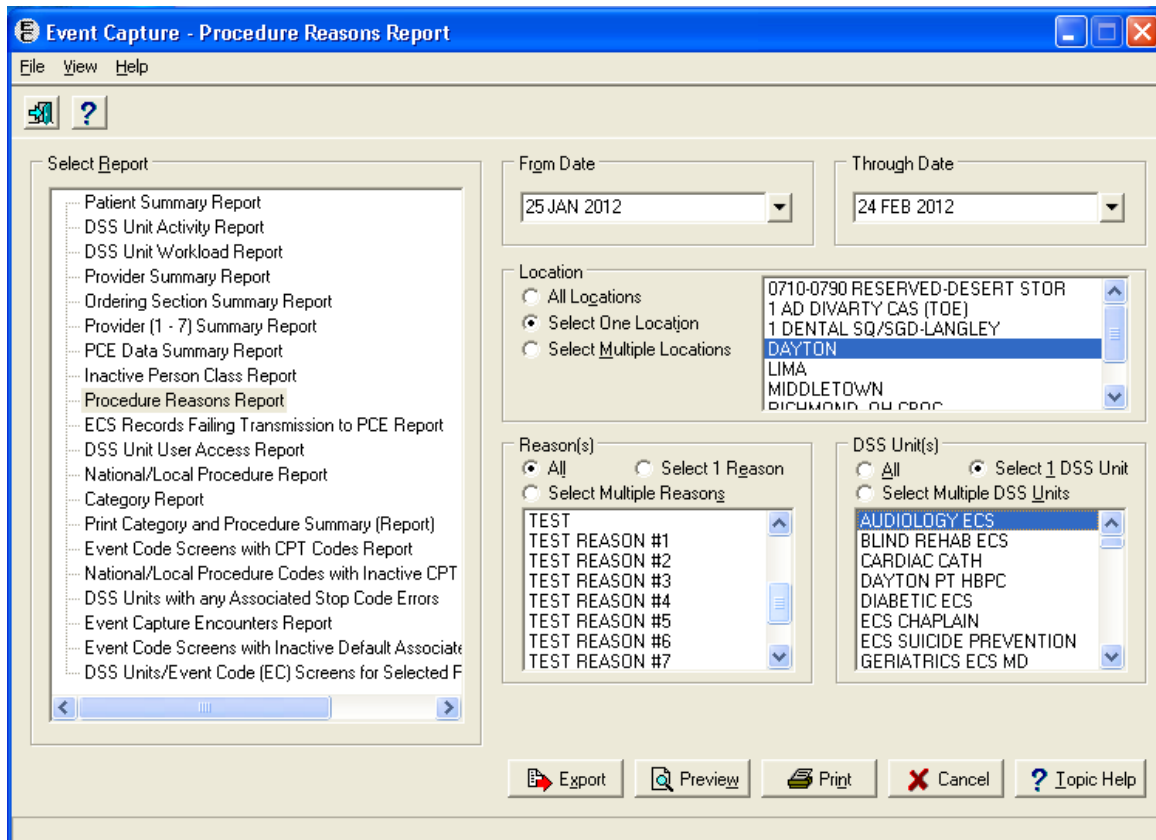 Event Capture - Procedure Reasons Report
File View Help
Select Report
Patient Summary Report
DSS Unit Activity Report
DSS Unit Workload Report
Provider Summary Report
Ordering Section Summary Report
Provider (1 - 7) Summary Report
PCE Data Summary Report
Inactive Person Class Report
Procedure Reasons Report
ECS Records Failing Transmission to PCE Report
DSS Unit User Access Report
National/Local Procedure Report
Category Report
Print Category and Procedure Summary (Report)
Event Code Screens with CPT Codes Report
National/Local Procedure Codes with Inactive CPT
DSS Units with any Associated Stop Code Errors
Event Capture Encounters Report
Event Code Screens with Inactive Default Associate
DSS Units/Event Code (EC) Screens for Selected F
From Date
25 JAN 2012
Through Date
24 FEB 2012
Location
All Locations
Select One Location
Select Multiple Locations
0710-0790 RESERVED-DESERT STOR
1 AD DIVARTY CAS (TOE)
1 DENTAL SQ/SGD-LANGLEY
DAYTON
LIMA
MIDDLETOWN
RICHMOND, OH CBOC
Reason(s)
All Select 1 Reason
Select Multiple Reasons
TEST
TEST REASON #1
TEST REASON #2
TEST REASON #3
TEST REASON #4
TEST REASON #5
TEST REASON #6
TEST REASON #7
DSS Unit(s)
All Select 1 DSS Unit
Select Multiple DSS Units
AUDIOLOGY ECS
BLIND REHAB ECS
CARDIAC CATH
DAYTON PT HBPC
DIABETIC ECS
ECS CHAPLAIN
ECS SUICIDE PREVENTION
GERIATRICS ECS MD
Export Preview Print Cancel ? Topic Help